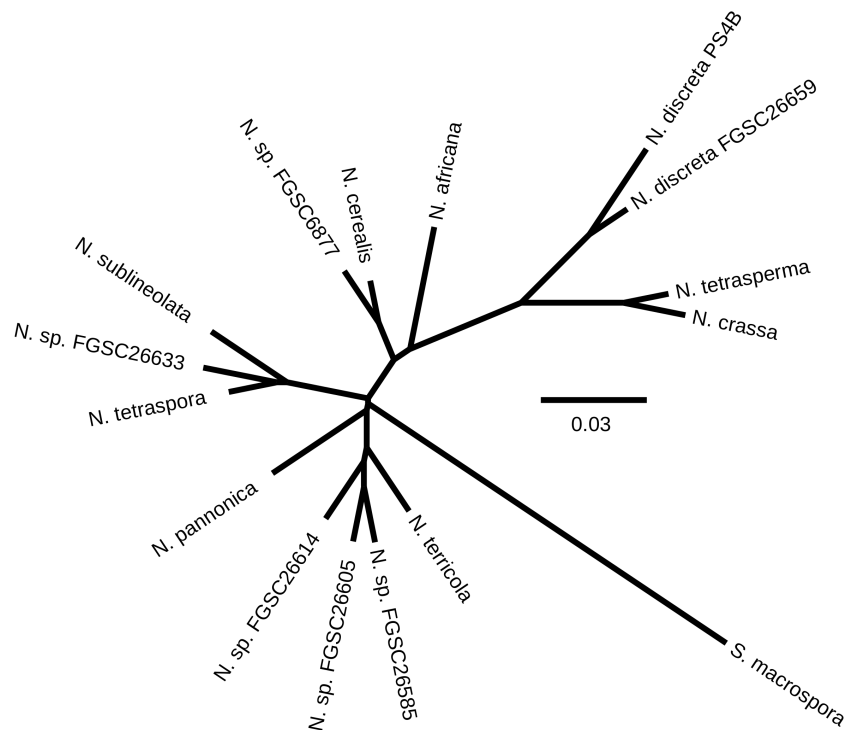 N. discreta PS4B
N. discreta FGSC26659
N. sp. FGSC6877
N. cerealis
N. africana
N. sublineolata
N. tetrasperma
N. crassa
N. sp. FGSC26633
N. tetraspora
0.03
N. pannonica
N. sp. FGSC26614
N. sp. FGSC26605
N. sp. FGSC26585
N. terricola
S. macrospora